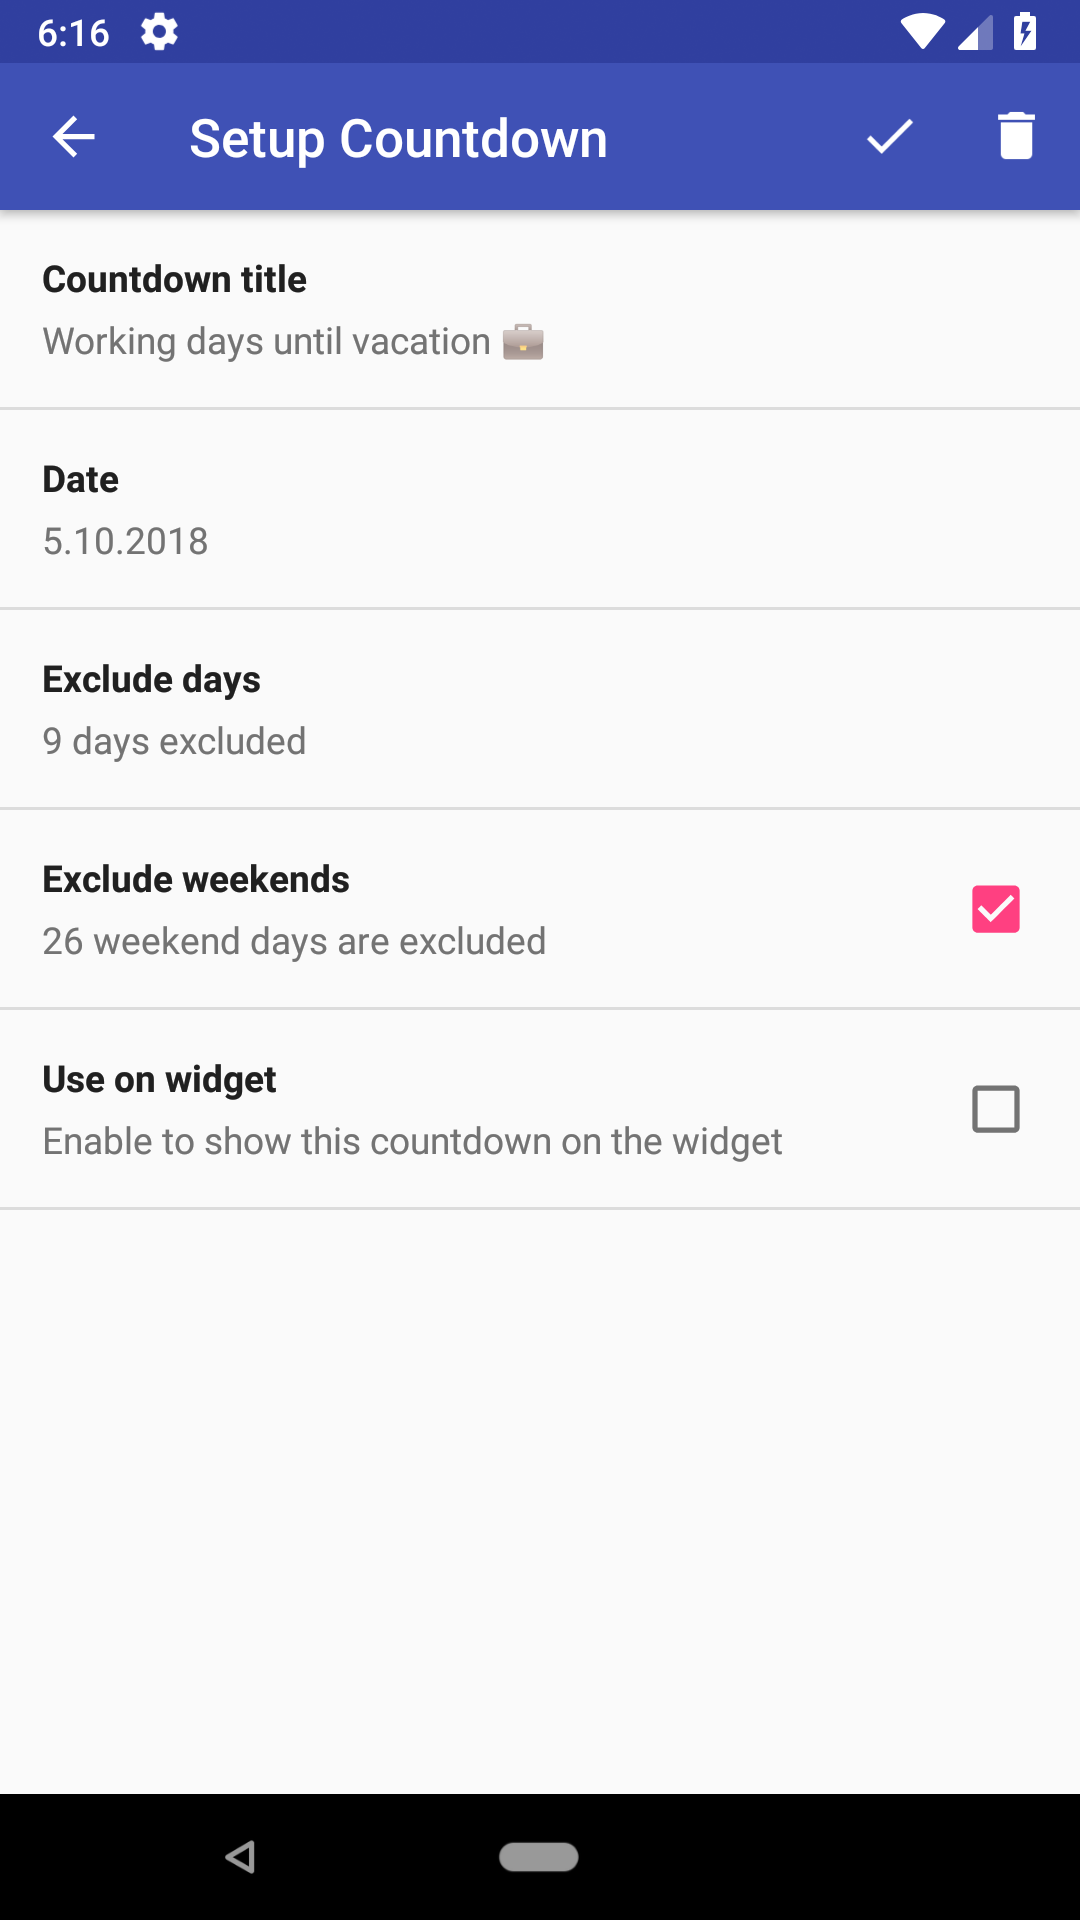 6:16
Setup Countdown
Countdown title
Working days until vacation 💼
Date
5.10.2018
Exclude days
9 days excluded
Exclude weekends
26 weekend days are excluded
Use on widget
Enable to show this countdown on the widget